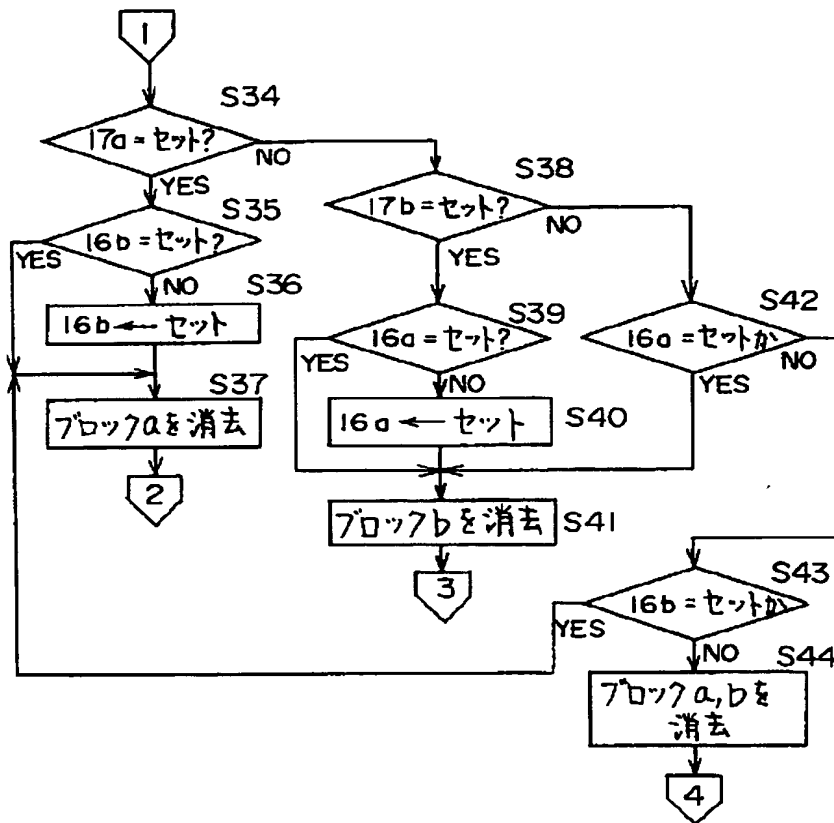 1
S34
17a=セット?
NO
YES
S35
16b=セット?
YES
NO
S36
16b←セット
S37
ブロックaを消去
2
S38
17b=セット?
NO
YES
S39
16a=セット?
YES
NO
16a←セット
S40
ブロックbを消去
S41
3
S42
16a=セットか
NO
YES
S43
16b=セットか
YES
NO
S44
ブロックa,bを
消去
4